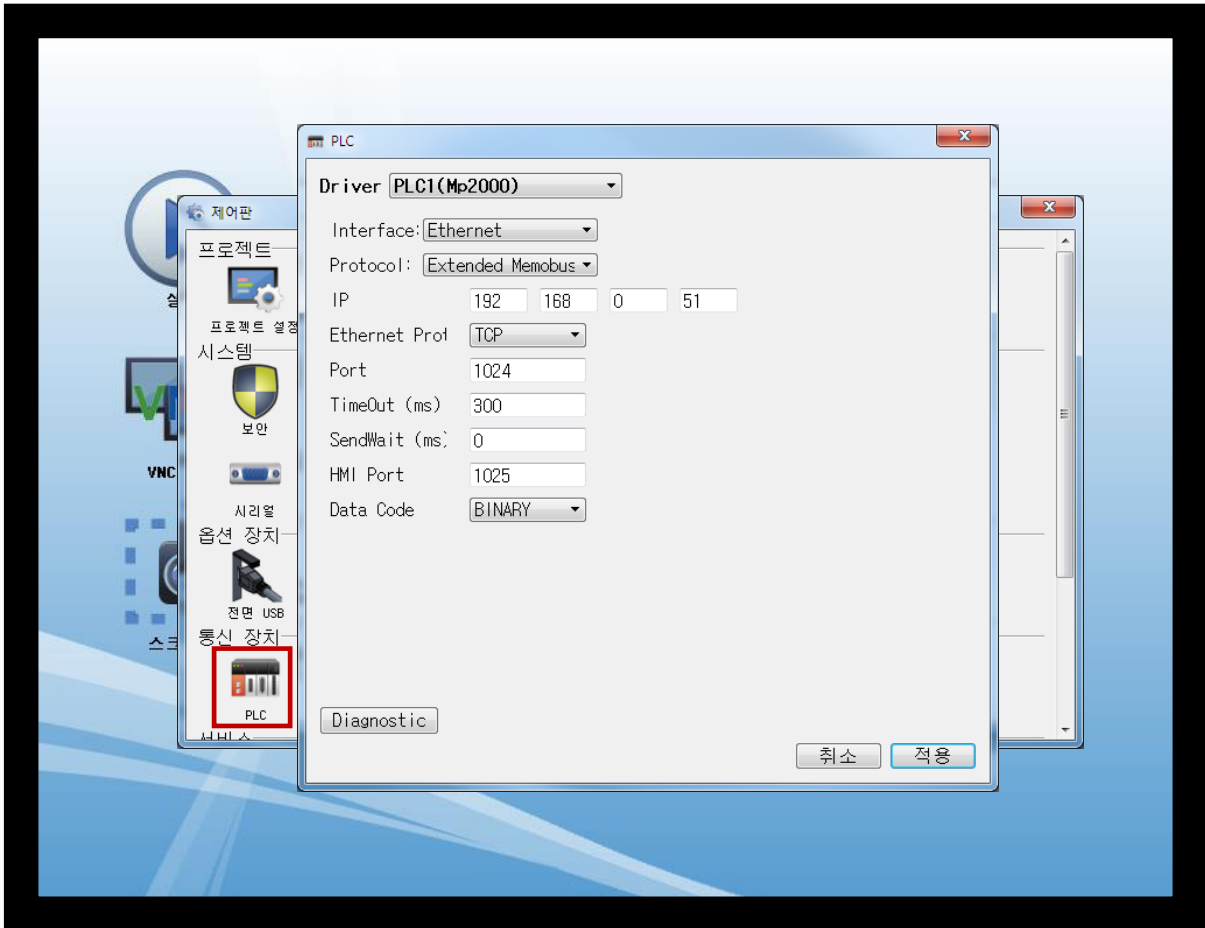 PLC
Driver PLC1(Mp2000)
제어판
Interface: Ethernet
프로젝트
Protocol: Extended Memobus
IP 192 168 0 51
프로젝트 설정
Ethernet Prot TCP
시스템
Port 1024
TimeOut (ms) 300
보안
SendWait (ms) 0
VNC
HMI Port 1025
시리얼
Data Code BINARY
옵션 장치
전면 USB
통신 장치
PLC
Diagnostic
서비스
취소 적용